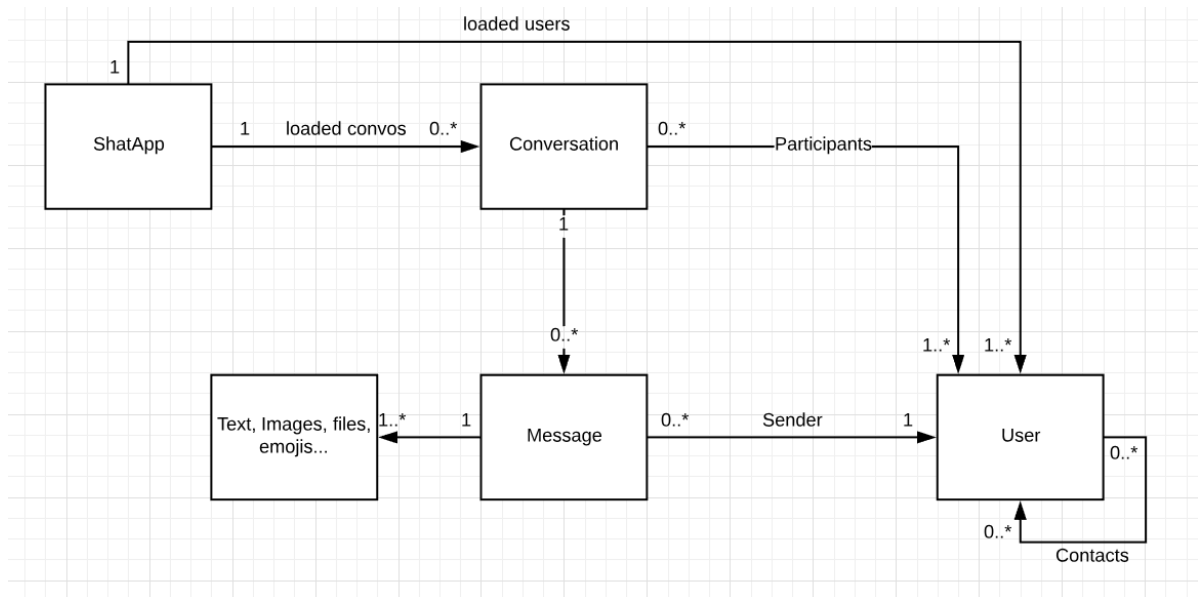 loaded users
1
ShatApp
1
loaded convos
0..*
Conversation
0..*
Participants
1
0..*
1..*
1..*
Text, Images, files,
emojis...
1..*
1
Message
0..*
Sender
1
User
0..*
0..*
Contacts